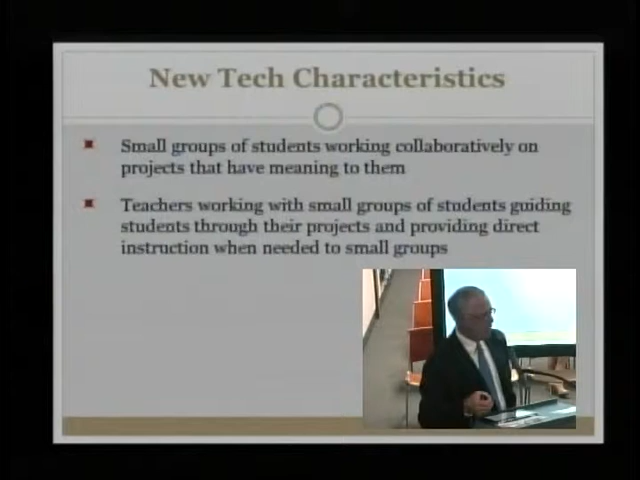 New Tech Characteristics
Small groups of students working collaboratively on
projects that have meaning to them
Teachers working with small groups of students guiding
students through their projects and providing direct
instruction when needed to small groups